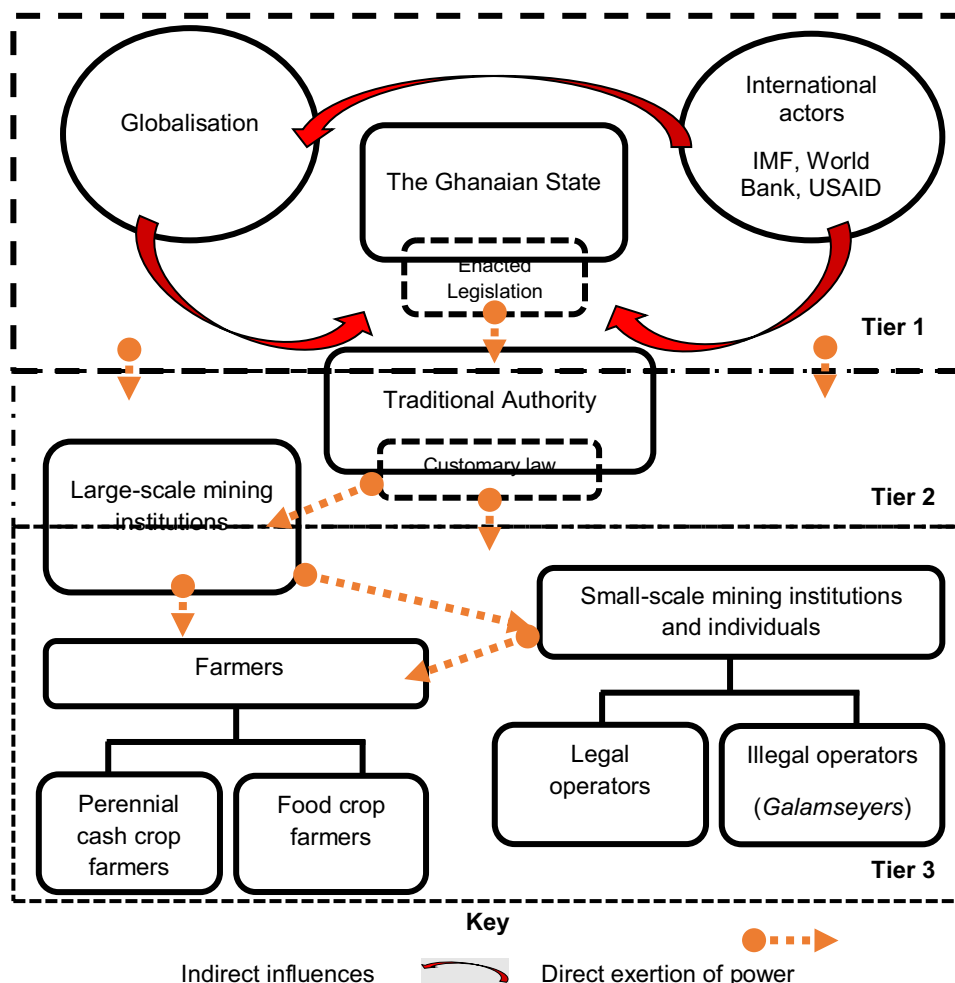 Globalisation
International
actors
IMF, World
Bank, USAID
The Ghanaian State
Enacted
Legislation
Tier 1
Traditional Authority
Customary law
Large-scale mining
institutions
Tier 2
Small-scale mining institutions
and individuals
Farmers
Legal
operators
Illegal operators
(Galamseyers)
Perennial
cash crop
farmers
Food crop
farmers
Tier 3
Key
Indirect influences
Direct exertion of power